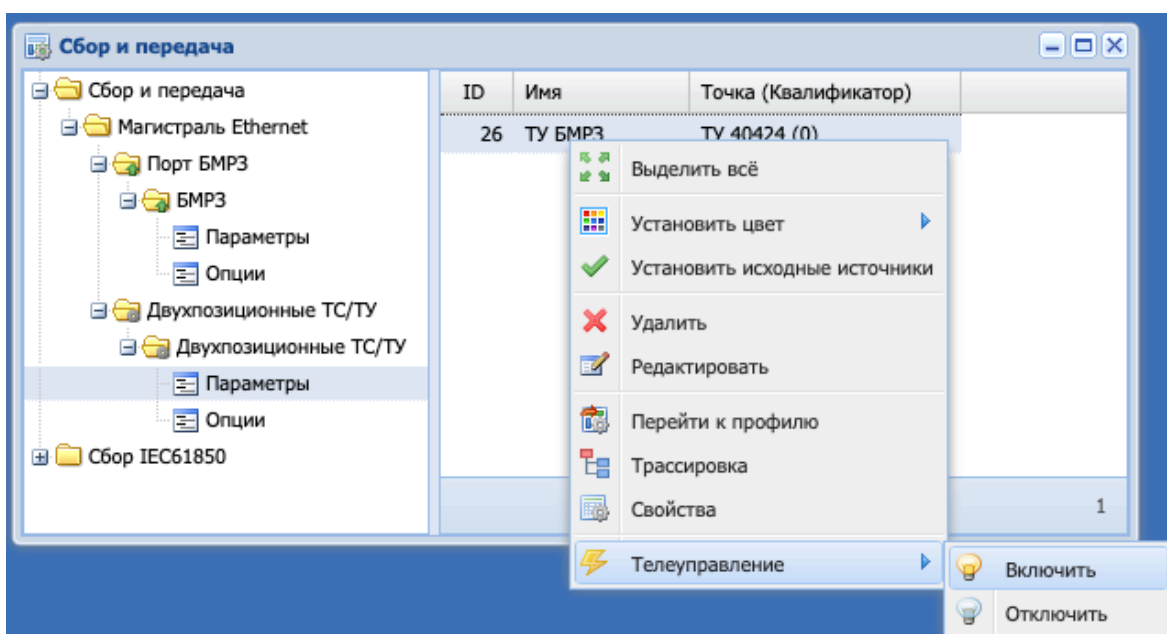 Сбор и передача
Сбор и передача
Магистраль Ethernet
Порт БМРЗ
БМРЗ
Параметры
Опции
Двухпозиционные ТС/ТУ
Двухпозиционные ТС/ТУ
Параметры
Опции
Сбор IEC61850
ID Имя Точка (Квалификатор)
26 ТУ БМРЗ ТУ 40424 (0)
Выделить всё
Установить цвет
Установить исходные источники
Удалить
Редактировать
Перейти к профилю
Трассировка
Свойства
1
Телеуправление
Включить
Отключить